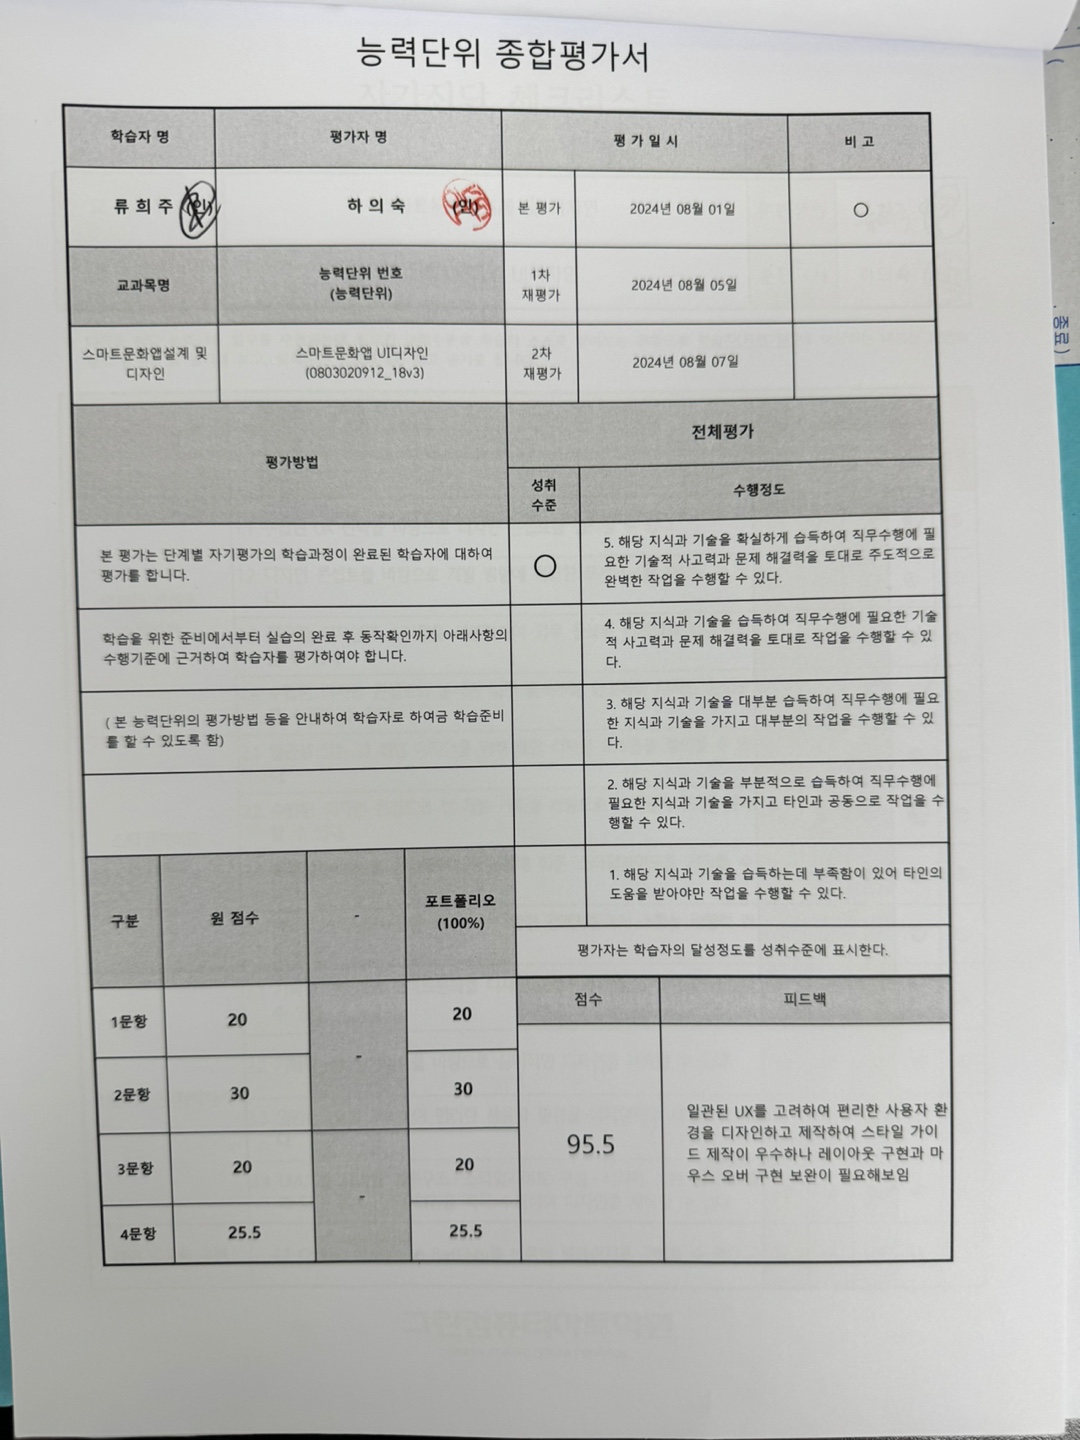 능력단위 종합평가서
학습자 명
평가자 명
평 가 일 시
비 고
류 희 주 (인)
하 의 숙
(인)
본 평가
2024년 08월 01일
○
교과목명
능력단위 번호
(능력단위)
1차
재평가
2024년 08월 05일
스마트문화앱설계 및
디자인
스마트문화앱 UI디자인
(0803020912_18v3)
2차
재평가
2024년 08월 07일
평가방법
전체평가
성취
수준
수행정도
본 평가는 단계별 자기평가의 학습과정이 완료된 학습자에 대하여
평가를 합니다.
○
5. 해당 지식과 기술을 확실하게 습득하여 직무수행에 필
요한 기술적 사고력과 문제 해결력을 토대로 주도적으로
완벽한 작업을 수행할 수 있다.
학습을 위한 준비에서부터 실습의 완료 후 동작확인까지 아래사항의
수행기준에 근거하여 학습자를 평가하여야 합니다.
4. 해당 지식과 기술을 습득하여 직무수행에 필요한 기술
적 사고력과 문제 해결력을 토대로 작업을 수행할 수 있
다.
( 본 능력단위의 평가방법 등을 안내하여 학습자로 하여금 학습준비
를 할 수 있도록 함)
3. 해당 지식과 기술을 대부분 습득하여 직무수행에 필요
한 지식과 기술을 가지고 대부분의 작업을 수행할 수 있
다.
2. 해당 지식과 기술을 부분적으로 습득하여 직무수행에
필요한 지식과 기술을 가지고 타인과 공동으로 작업을 수
행할 수 있다.
1. 해당 지식과 기술을 습득하는데 부족함이 있어 타인의
도움을 받아야만 작업을 수행할 수 있다.
구분
원 점수
-
포트폴리오
(100%)
평가자는 학습자의 달성정도를 성취수준에 표시한다.
점수
피드백
1문항
20
-
20
2문항
30
30
3문항
20
-
20
4문항
25.5
25.5
95.5
일관된 UX를 고려하여 편리한 사용자 환
경을 디자인하고 제작하여 스타일 가이
드 제작이 우수하나 레이아웃 구현과 마
우스 오버 구현 보완이 필요해보임